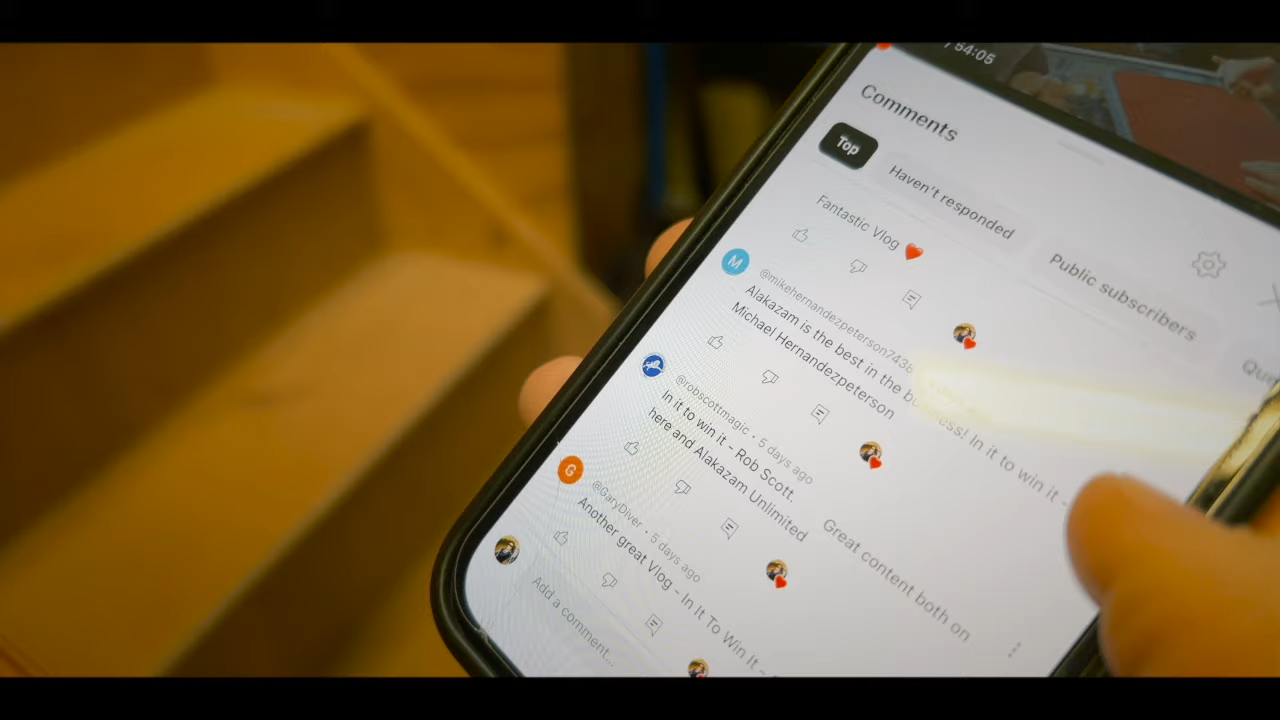 54:05
Comments
Top
Haven't responded
Public subscribers
Fantastic Vlog ❤️
M
@mikehernandezpeterson7438
Alakazam is the best in the business! In it to win it -
Michael Hernandezpeterson
@robscottmagic • 5 days ago
In it to win it - Rob Scott. Great content both on
here and Alakazam Unlimited
G
@GaryDiver • 5 days ago
Another great Vlog - In It To Win It -
Add a comment...